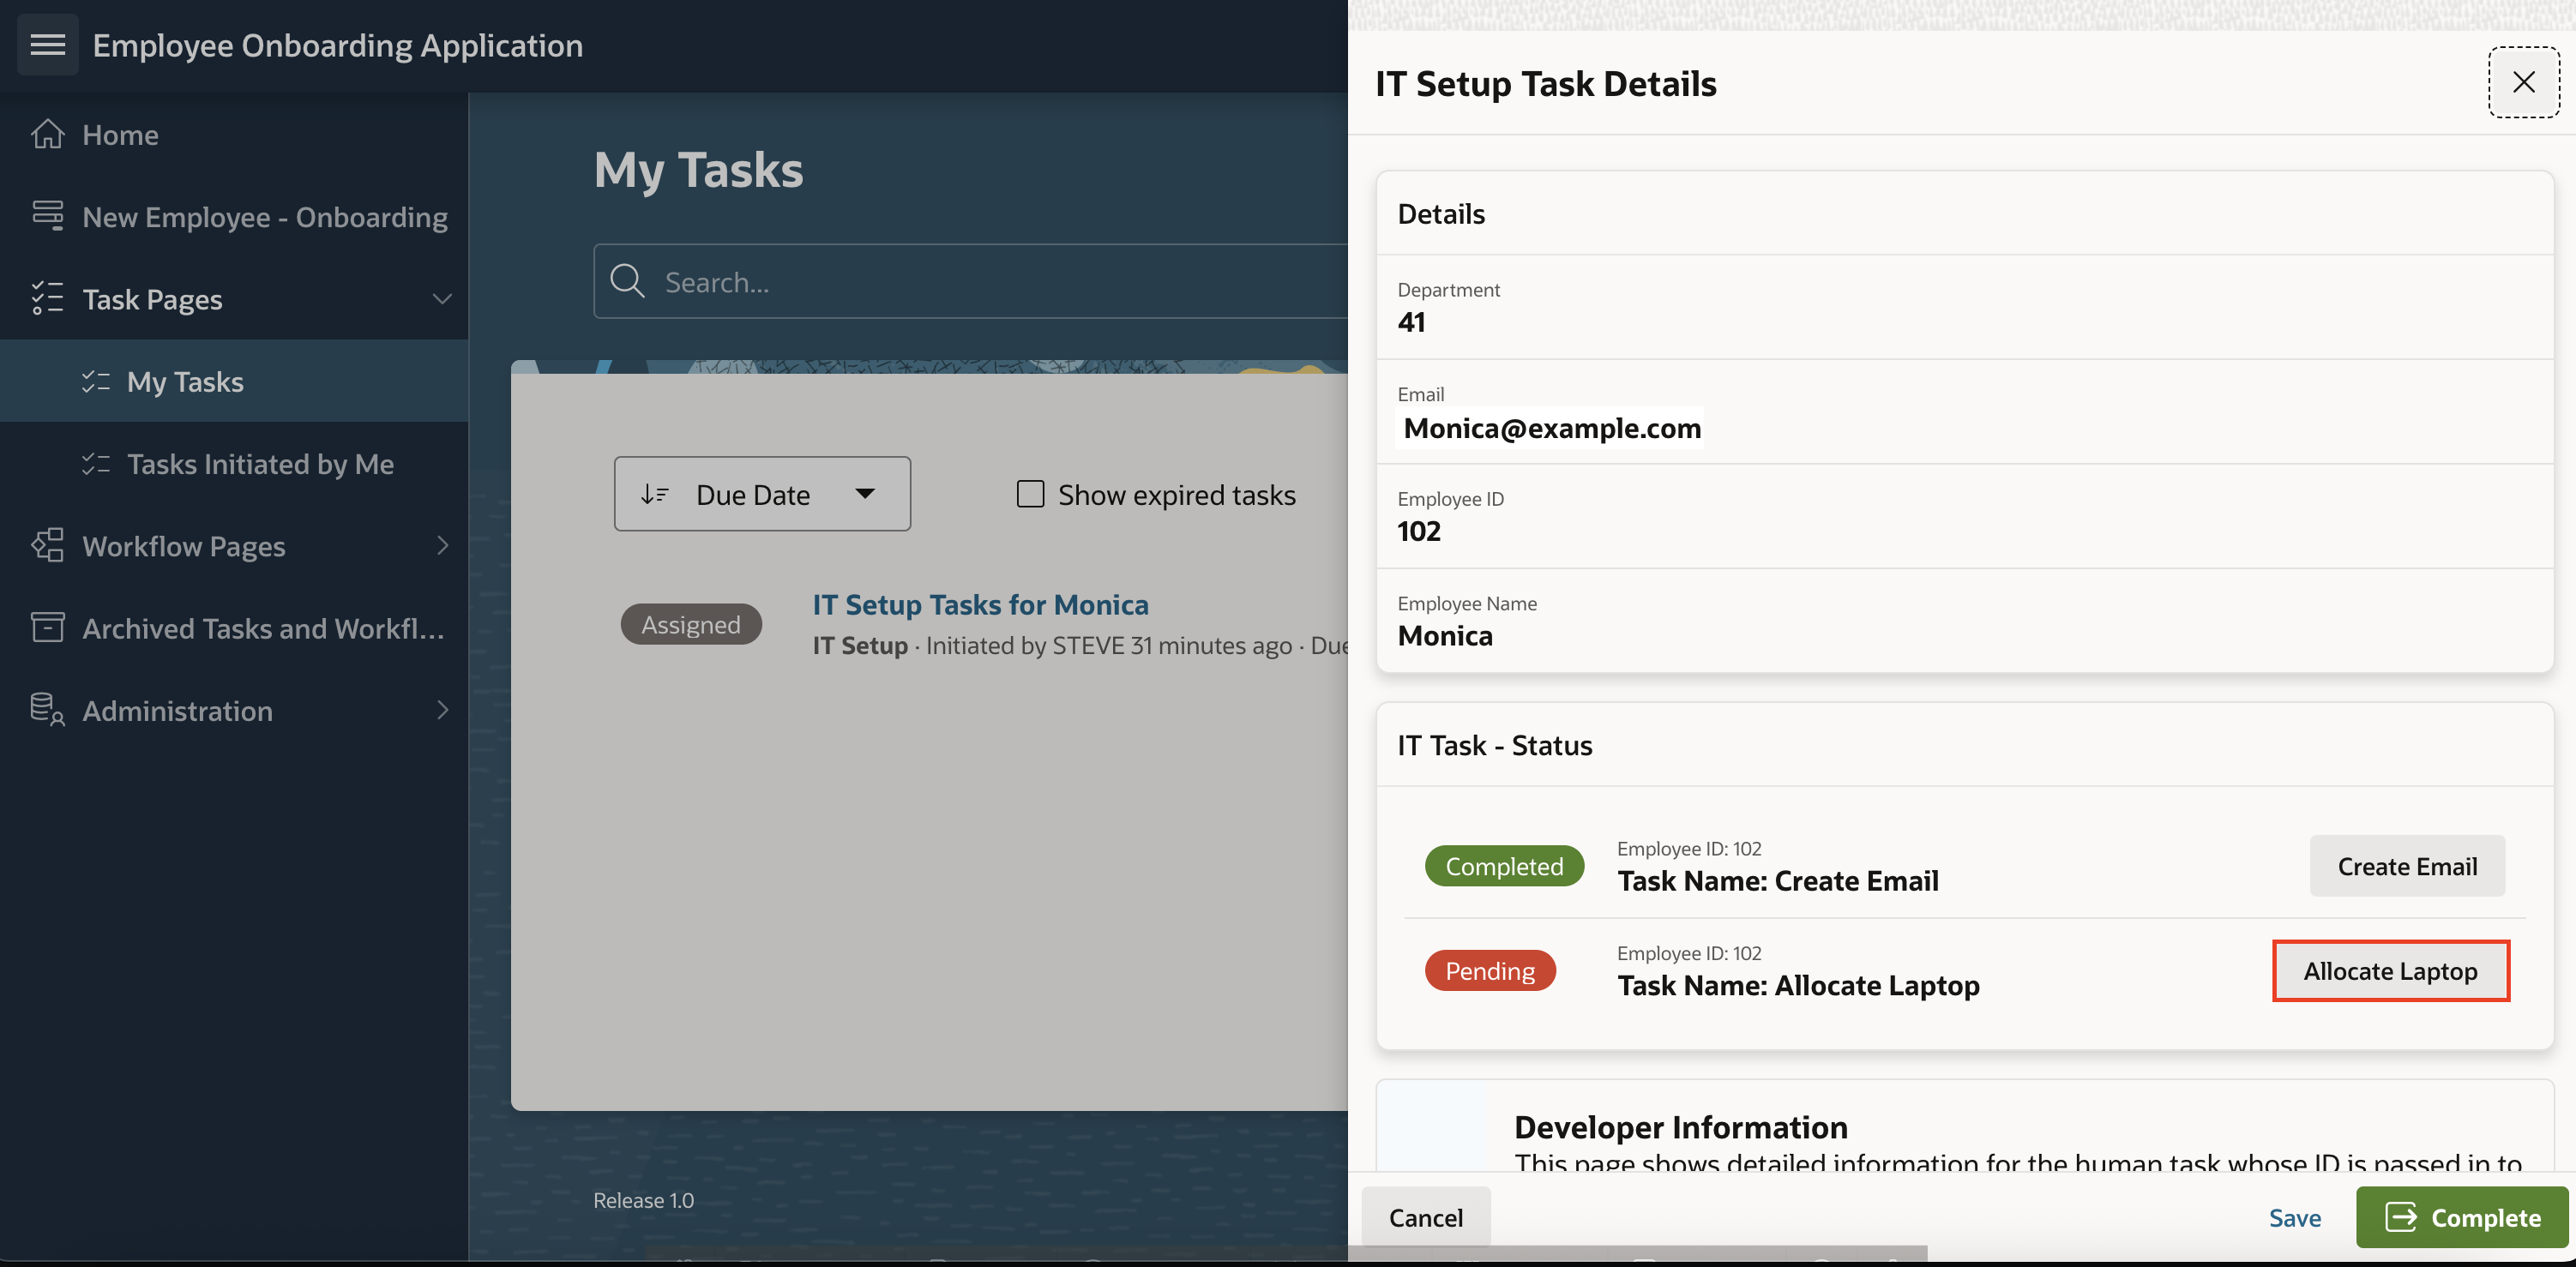 Employee Onboarding Application
Home
New Employee - Onboarding
Task Pages
My Tasks
Tasks Initiated by Me
Workflow Pages
Archived Tasks and Workfl...
Administration
My Tasks
Search...
Due Date
Show expired tasks
Assigned
IT Setup Tasks for Monica
IT Setup · Initiated by STEVE 31 minutes ago · Due
Release 1.0
IT Setup Task Details
Details
Department
41
Email
Monica@example.com
Employee ID
102
Employee Name
Monica
IT Task - Status
Completed
Employee ID: 102
Task Name: Create Email
Create Email
Pending
Employee ID: 102
Task Name: Allocate Laptop
Allocate Laptop
Developer Information
This page shows detailed information for the human task whose ID is passed in to
Cancel
Save
Complete